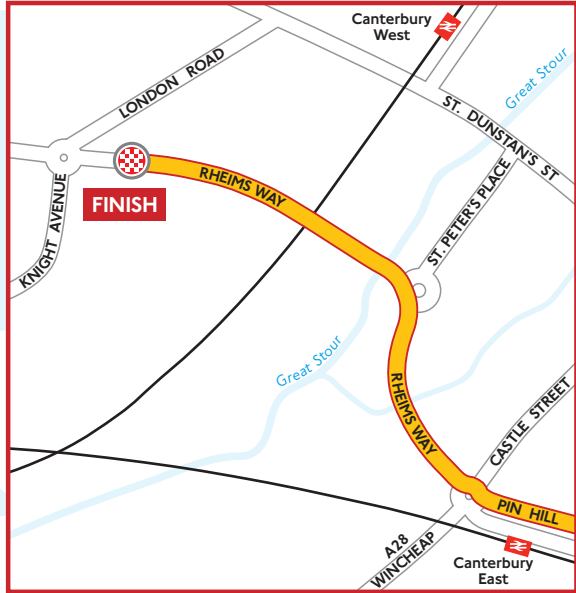 Canterbury
West
LONDON ROAD
Great Stour
ST. DUNSTAN'S ST
RHEIMS WAY
ST. PETER'S PLACE
KNIGHT AVENUE
FINISH
Great Stour
RHEIMS WAY
CASTLE STREET
PIN HILL
A28
WINCHEAP
Canterbury
East